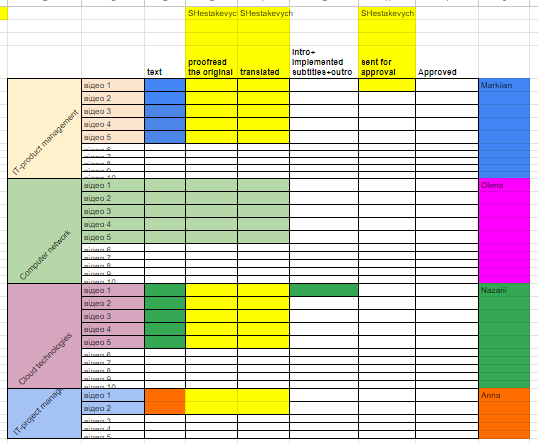 SHestakevyc SHestakevych SHestakevych
text proofread the original translated Intro+ implemented subtitles+outro sent for approval Approved
IT-product management
відео 1 Markiian
відео 2
відео 3
відео 4
відео 5
відео 6
відео 7
відео 8
відео 9
відео 10
Computer network
відео 1 Olena
відео 2
відео 3
відео 4
відео 5
відео 6
відео 7
відео 8
відео 9
відео 10
Cloud technologies
відео 1 Nazarii
відео 2
відео 3
відео 4
відео 5
відео 6
відео 7
відео 8
відео 9
відео 10
IT-project manage
відео 1 Anna
відео 2
відео 3
відео 4
відео 5